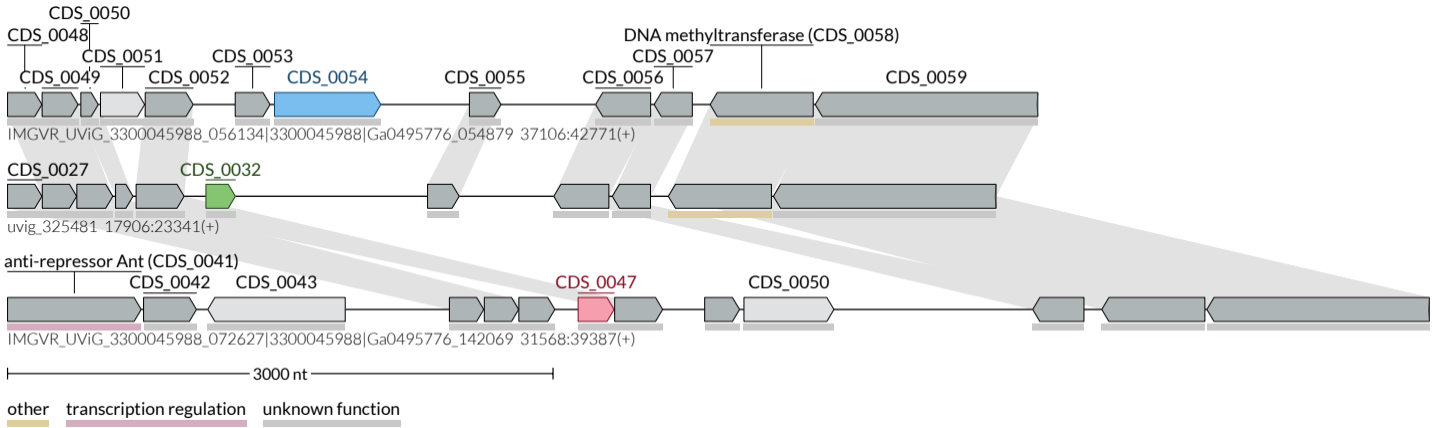 CDS_0050
CDS_0048 DNA methyltransferase (CDS_0058)
CDS_0051 CDS_0053 CDS_0057
CDS_0049 CDS_0052 CDS_0054 CDS_0055 CDS_0056 CDS_0059
IMGVR_UViG_3300045988_056134|3300045988|Ga0495776_054879 37106:42771(+)
CDS_0027 CDS_0032
uvig_325481 17906:23341(+)
anti-repressor Ant (CDS_0041)
CDS_0042 CDS_0043 CDS_0047 CDS_0050
IMGVR_UViG_3300045988_072627|3300045988|Ga0495776_142069 31568:39387(+)
3000 nt
other transcription regulation unknown function